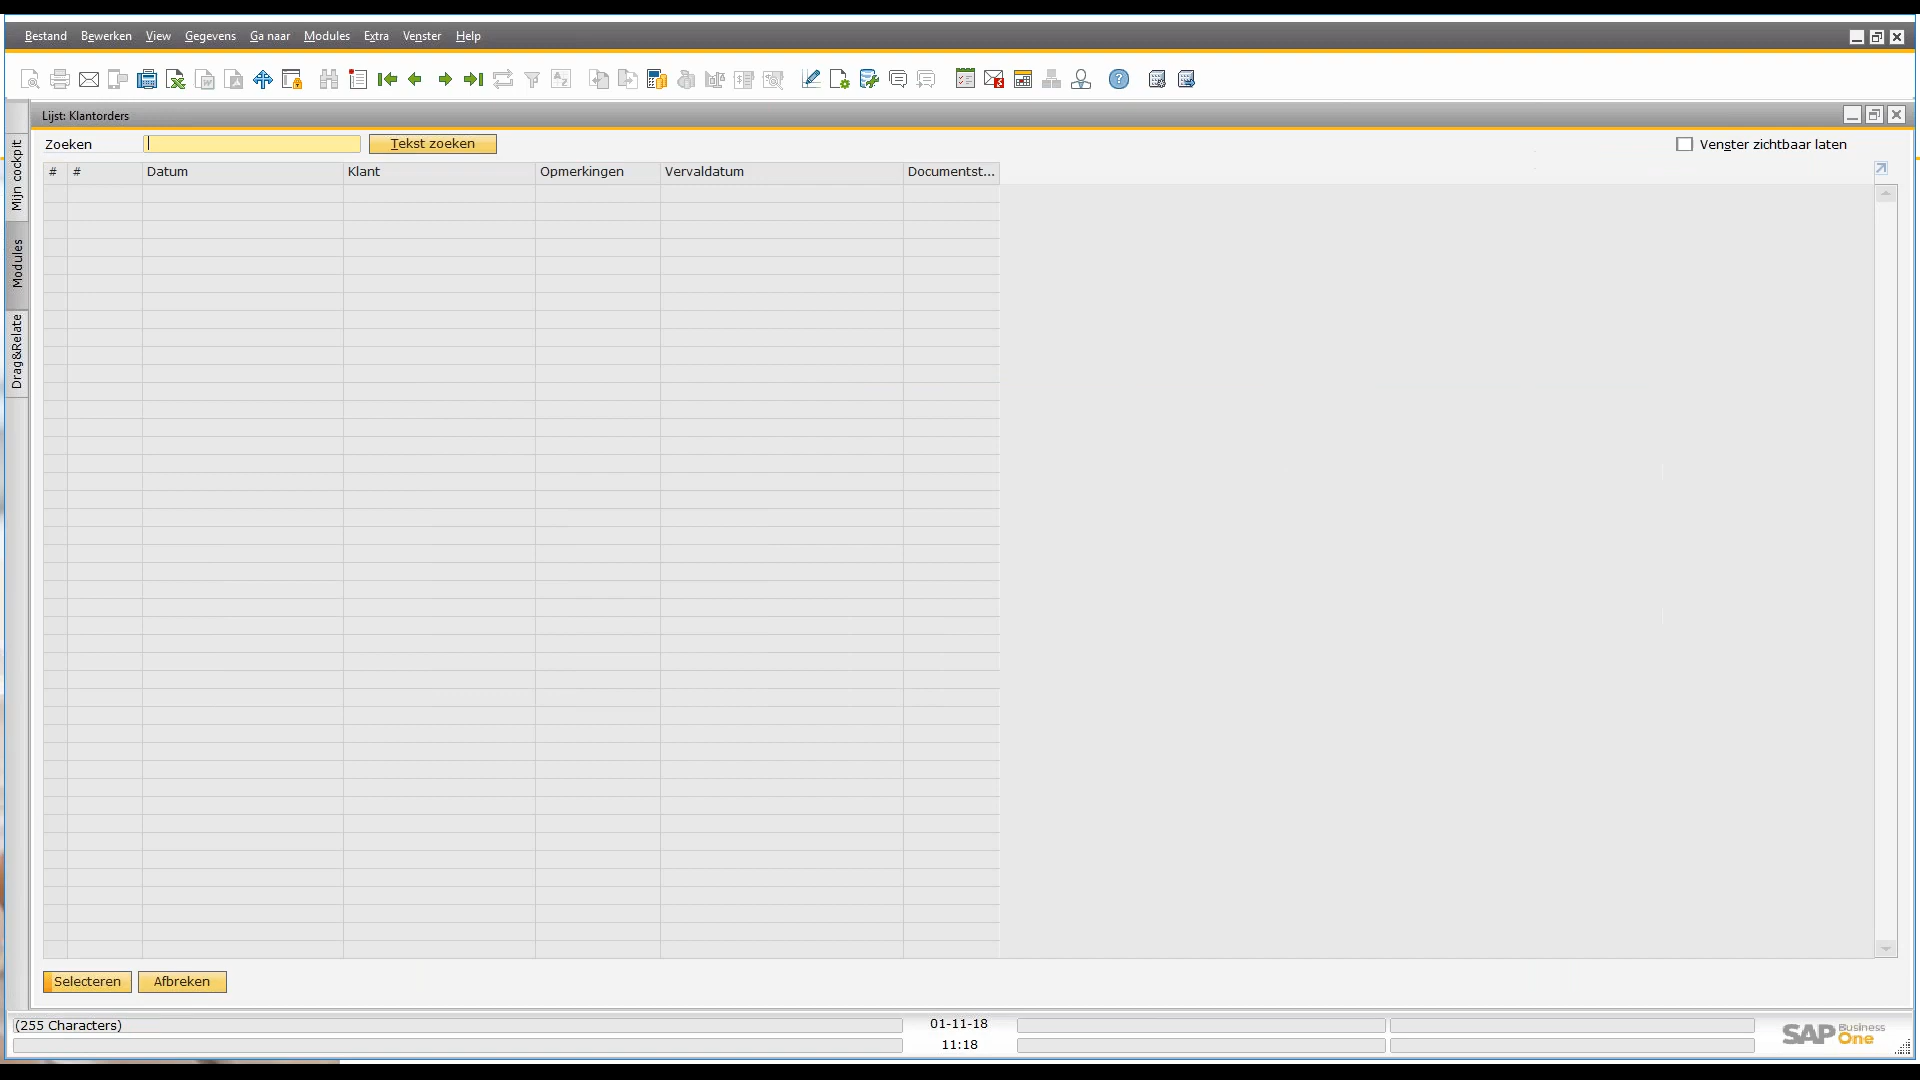 Bestand Bewerken View Gegevens Ga naar Modules Extra Venster Help
Lijst: Klantorders
Zoeken Tekst zoeken Venster zichtbaar laten
# # Datum Klant Opmerkingen Vervaldatum Documentst...
Mijn cockpit
Modules
Drag&Relate
Selecteren Afbreken
(255 Characters) 01-11-18
11:18
SAP Business One